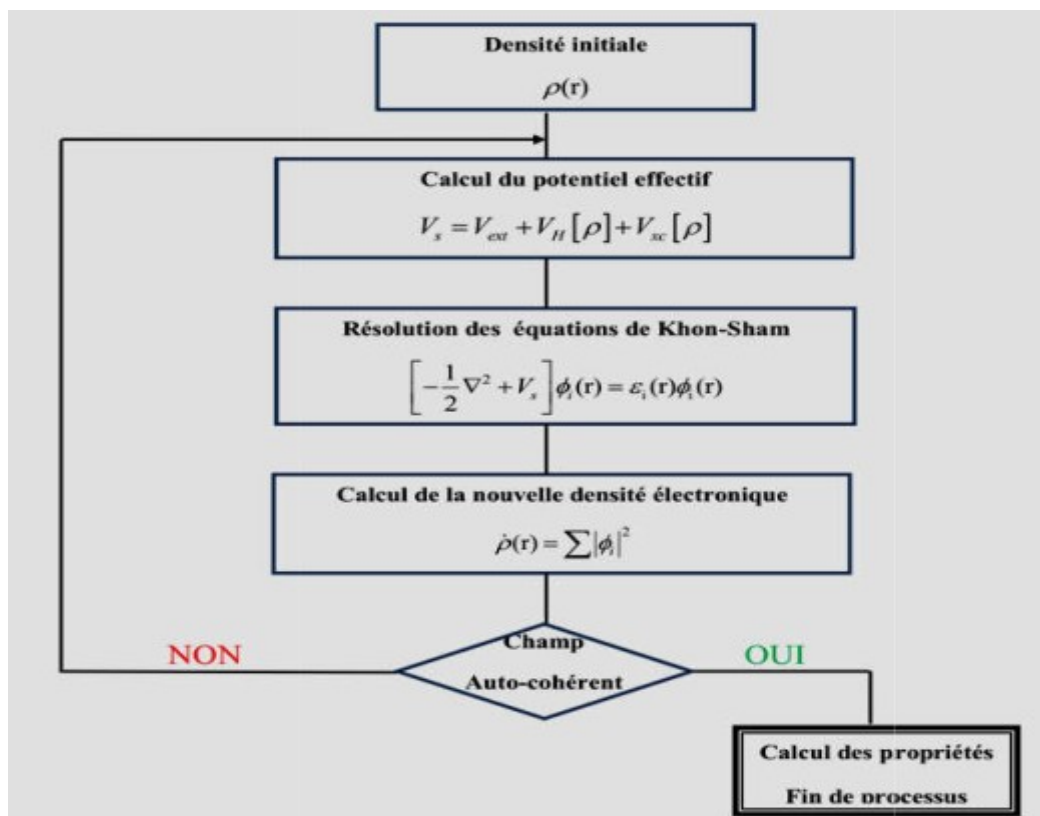 Densité initiale
ρ(r)
Calcul du potentiel effectif
V_s = V_ext + V_H [ρ] + V_xc [ρ]
Résolution des équations de Khon-Sham
[-1/2 ∇² + V_s] ϕ_i(r) = ε_i(r)ϕ_i(r)
Calcul de la nouvelle densité électronique
ρ̇(r) = ∑|ϕ_i|²
Champ
NON
OUI
Auto-cohérent
Calcul des propriétés
Fin de processus